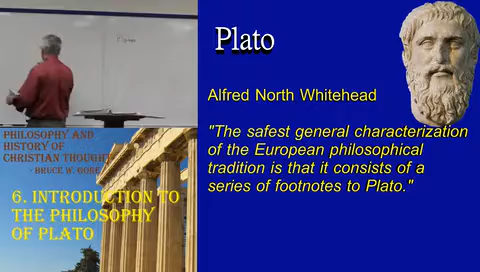 Plato
PHILOSOPHY AND
HISTORY OF
CHRISTIAN THOUGHT
- BRUCE W. GORE
6. INTRODUCTION TO
THE PHILOSOPHY
OF PLATO
Plato
Alfred North Whitehead
"The safest general characterization
of the European philosophical
tradition is that it consists of a
series of footnotes to Plato."